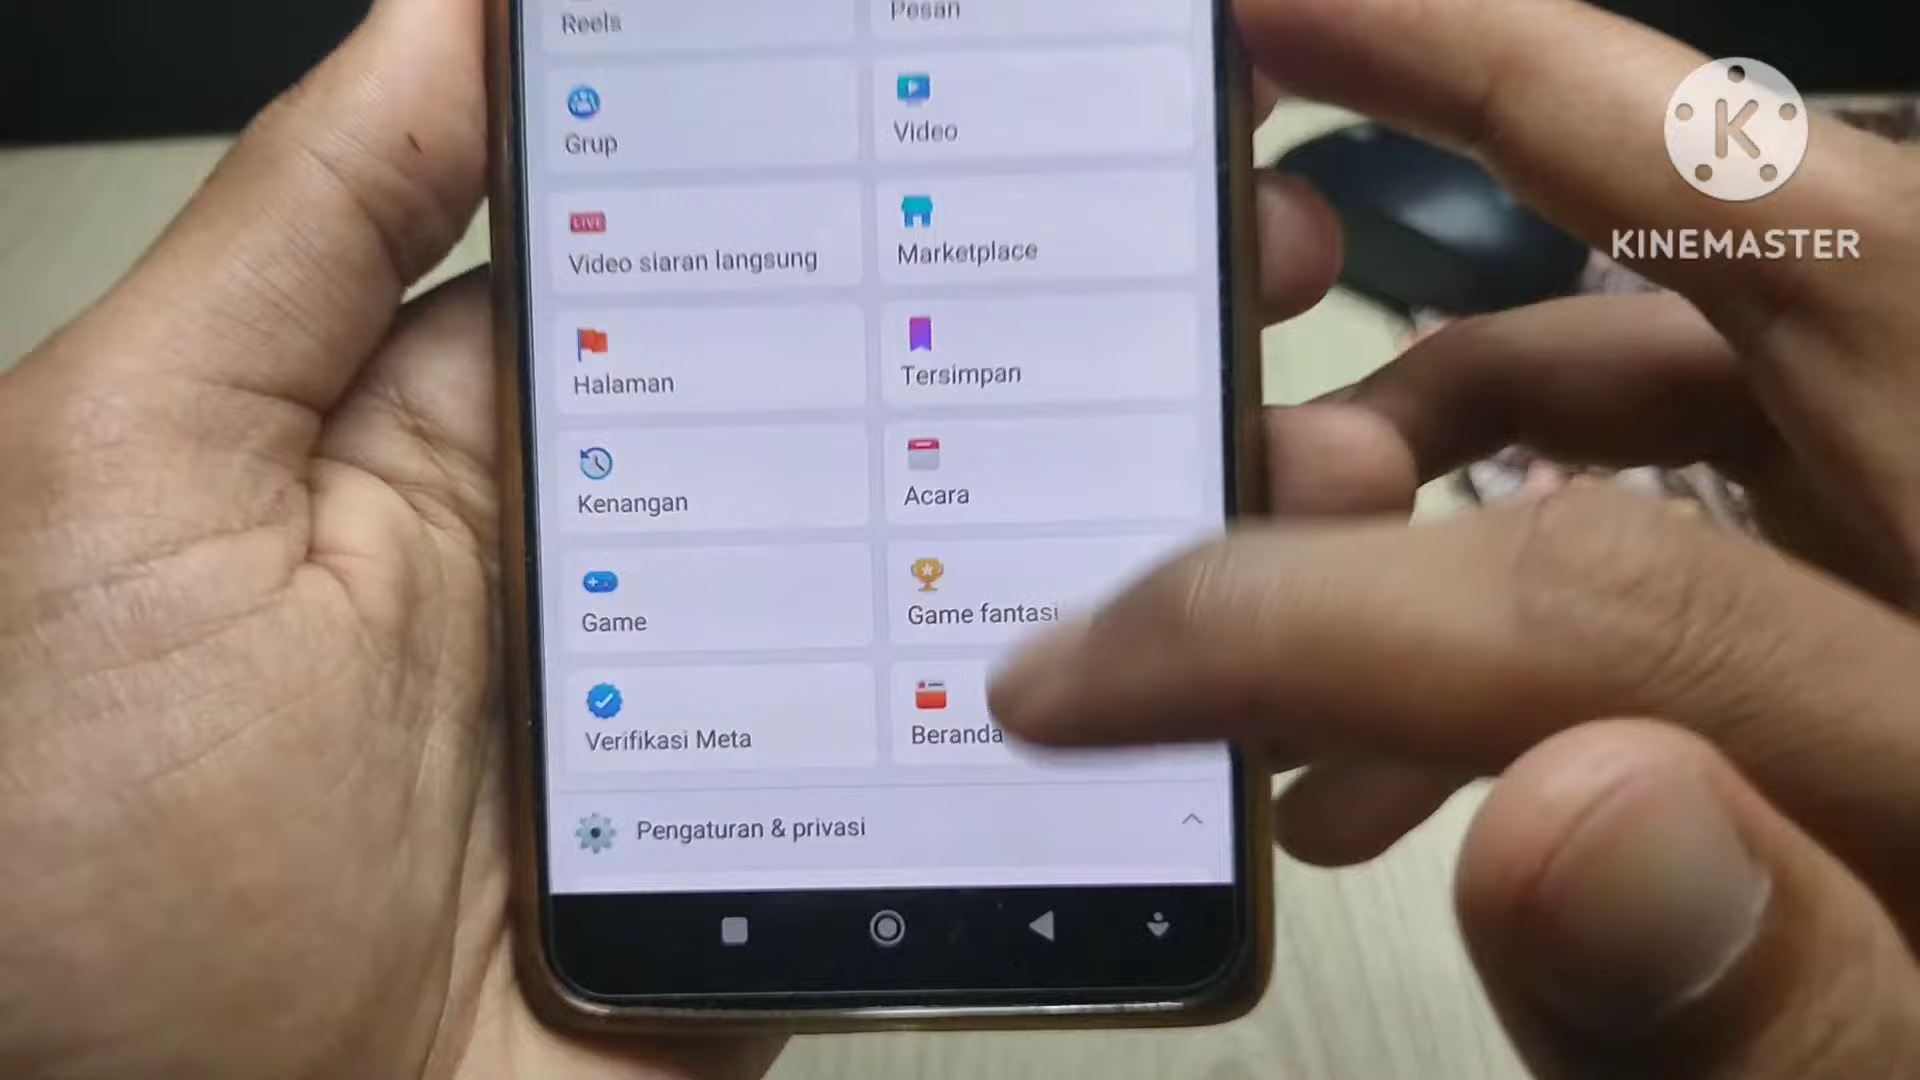 Reels
Pesan
Grup
Video
LIVE
Video siaran langsung
Marketplace
Halaman
Tersimpan
Kenangan
Acara
Game
Game fantasi
Verifikasi Meta
Beranda
Pengaturan & privasi
K
KINEMASTER